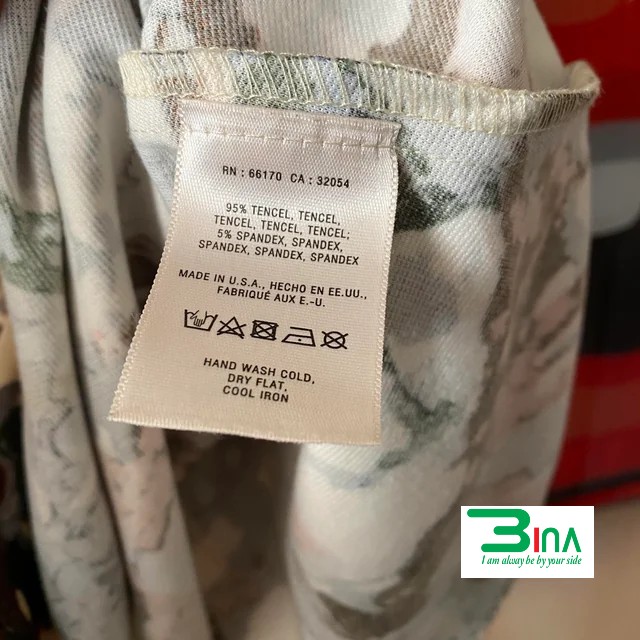 RN : 66170 CA : 32054
95% TENCEL, TENCEL,
TENCEL, TENCEL, TENCEL;
5% SPANDEX, SPANDEX,
SPANDEX, SPANDEX, SPANDEX
MADE IN U.S.A., HECHO EN EE.UU.,
FABRIQUÉ AUX E.-U.
HAND WASH COLD,
DRY FLAT,
COOL IRON
BINA
I am alway be by your side